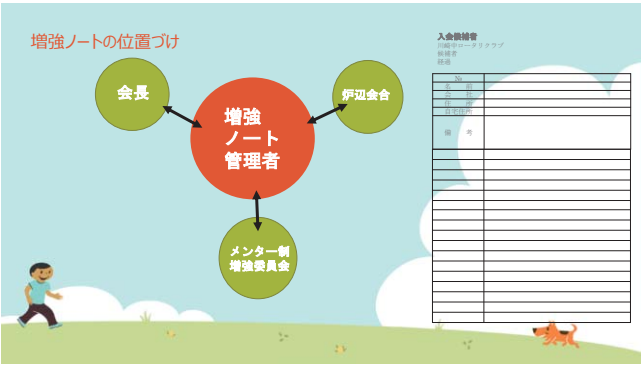 増強ノートの位置づけ
会長
増強
ノート
管理者
炉辺会合
メンター制
増強委員会
入会候補者
川崎中ロータリクラブ
候補者
経過
№
名　前
会　社
住　所
自宅住所
備　考